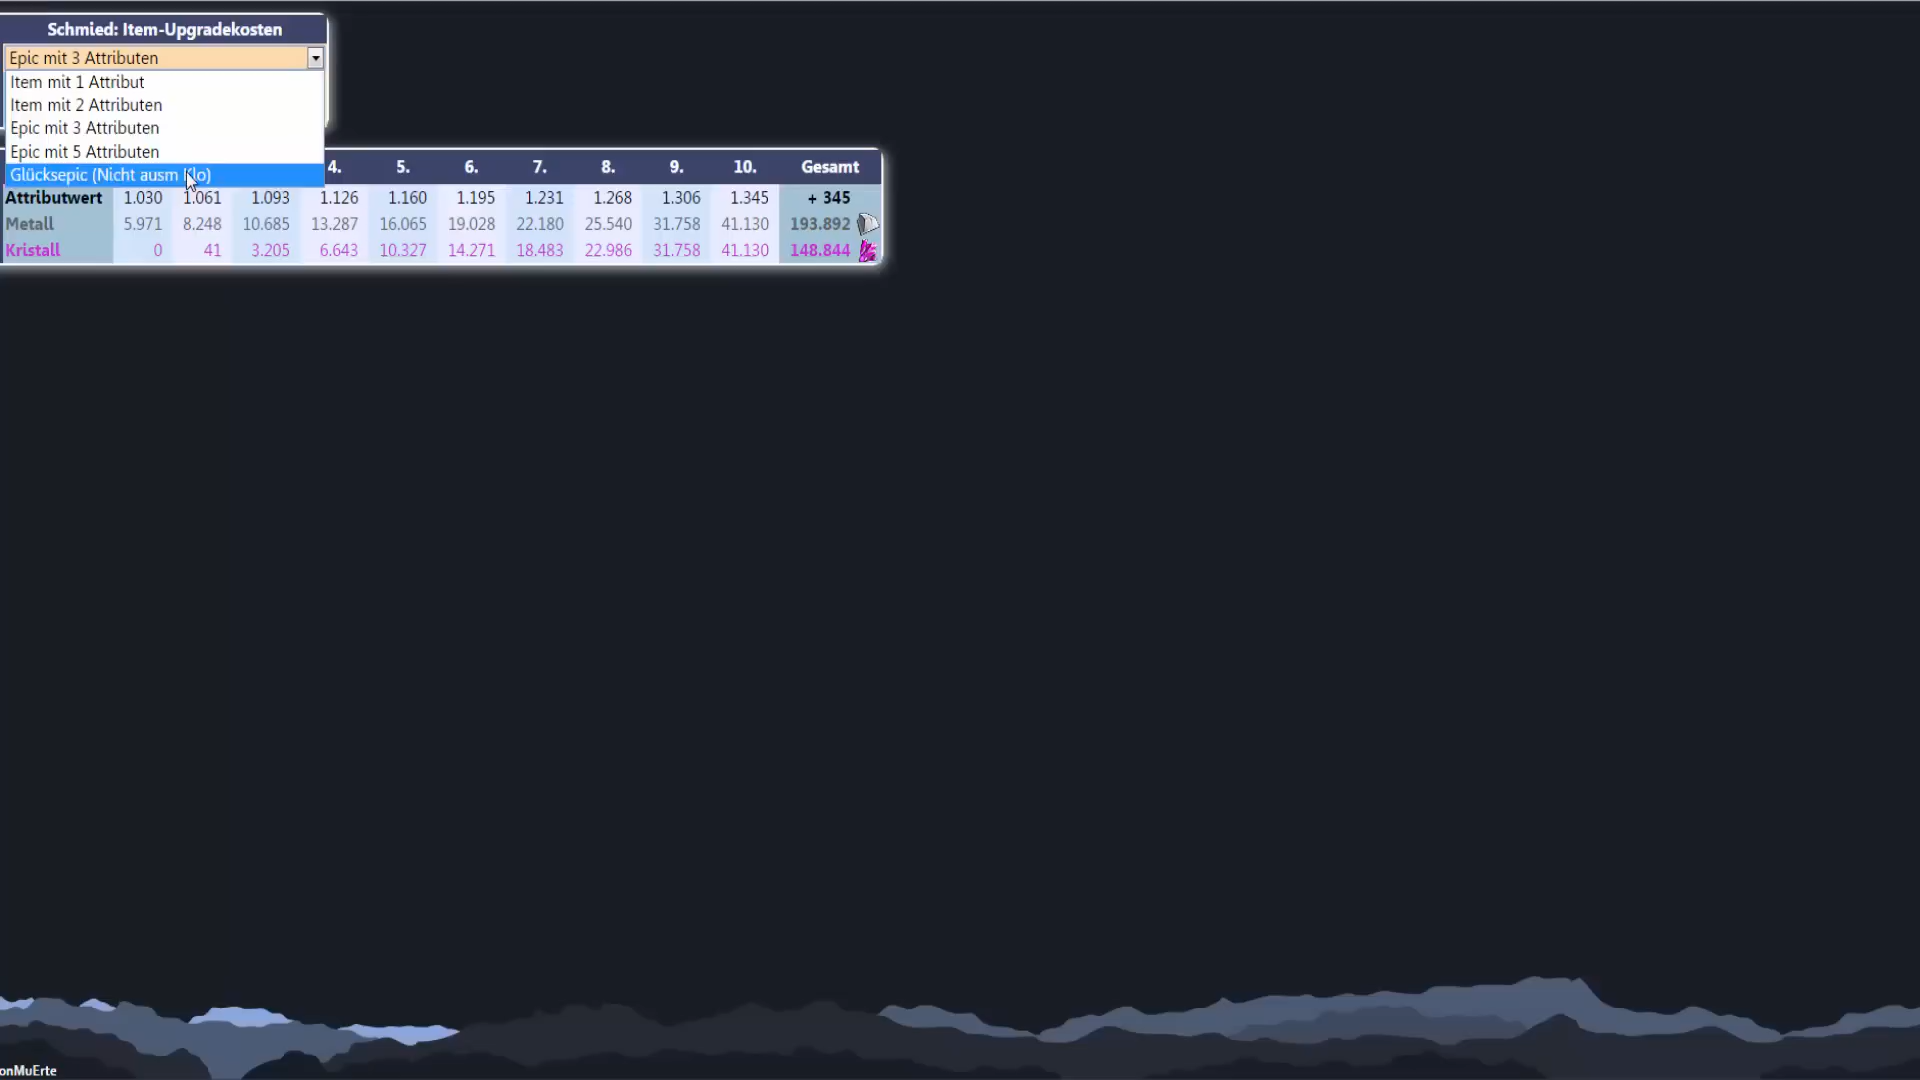 Schmied: Item-Upgradekosten
Epic mit 3 Attributen
Item mit 1 Attribut
Item mit 2 Attributen
Epic mit 3 Attributen
Epic mit 5 Attributen
Glücksepic (Nicht ausm Klo)
4. 5. 6. 7. 8. 9. 10. Gesamt
Attributwert 1.030 1.061 1.093 1.126 1.160 1.195 1.231 1.268 1.306 1.345 + 345
Metall 5.971 8.248 10.685 13.287 16.065 19.028 22.180 25.540 31.758 41.130 193.892
Kristall 0 41 3.205 6.643 10.327 14.271 18.483 22.986 31.758 41.130 148.844
onMuErte